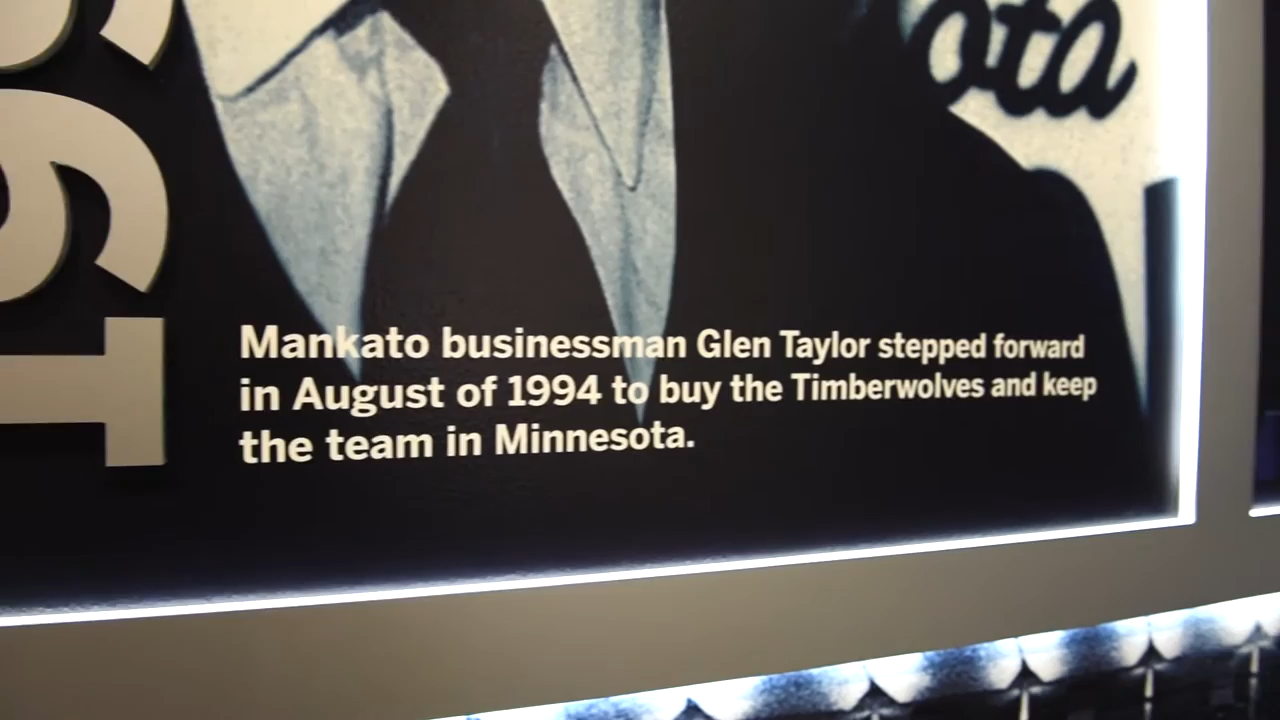 ota
Mankato businessman Glen Taylor stepped forward
in August of 1994 to buy the Timberwolves and keep
the team in Minnesota.